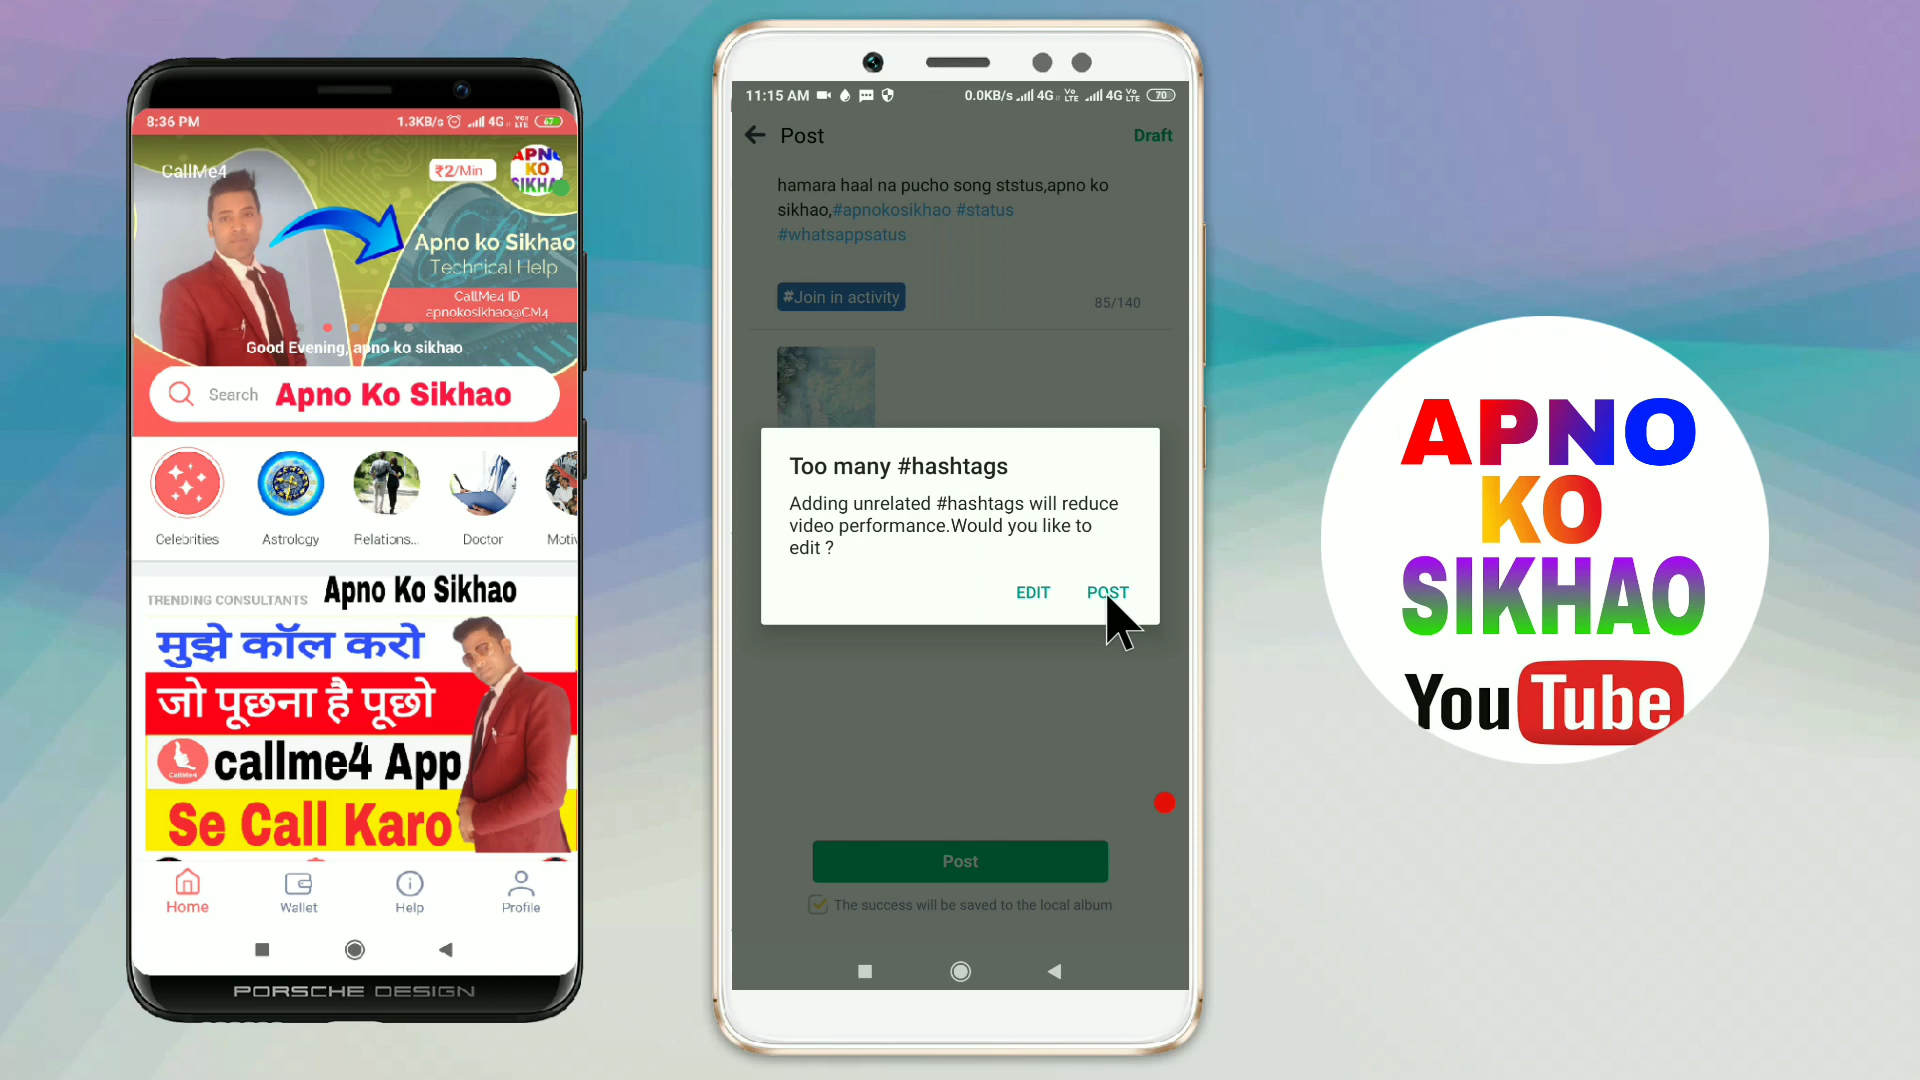 8:36 PM
1.3KB/s 4G 67
CallMe4
₹2/Min
APNO
KO
SIKHA
Apno ko Sikhao
Technical Help
CallMe4 ID
apnokosikhao@CM4
Good Evening, apno ko sikhao
Search Apno Ko Sikhao
Celebrities
Astrology
Relations...
Doctor
Motiv
TRENDING CONSULTANTS Apno Ko Sikhao
मुझे कॉल करो
जो पूछना है पूछो
callme4 App
Se Call Karo
Home
Wallet
Help
Profile
PORSCHE DESIGN
11:15 AM
0.0KB/s 4G VoLTE 4G VoLTE 70
Post
Draft
hamara haal na pucho song ststus,apno ko
sikhao,#apnokosikhao #status
#whatsappsatus
#Join in activity
85/140
Too many #hashtags
Adding unrelated #hashtags will reduce
video performance.Would you like to
edit ?
EDIT
POST
Post
The success will be saved to the local album
APNO
KO
SIKHAO
YouTube